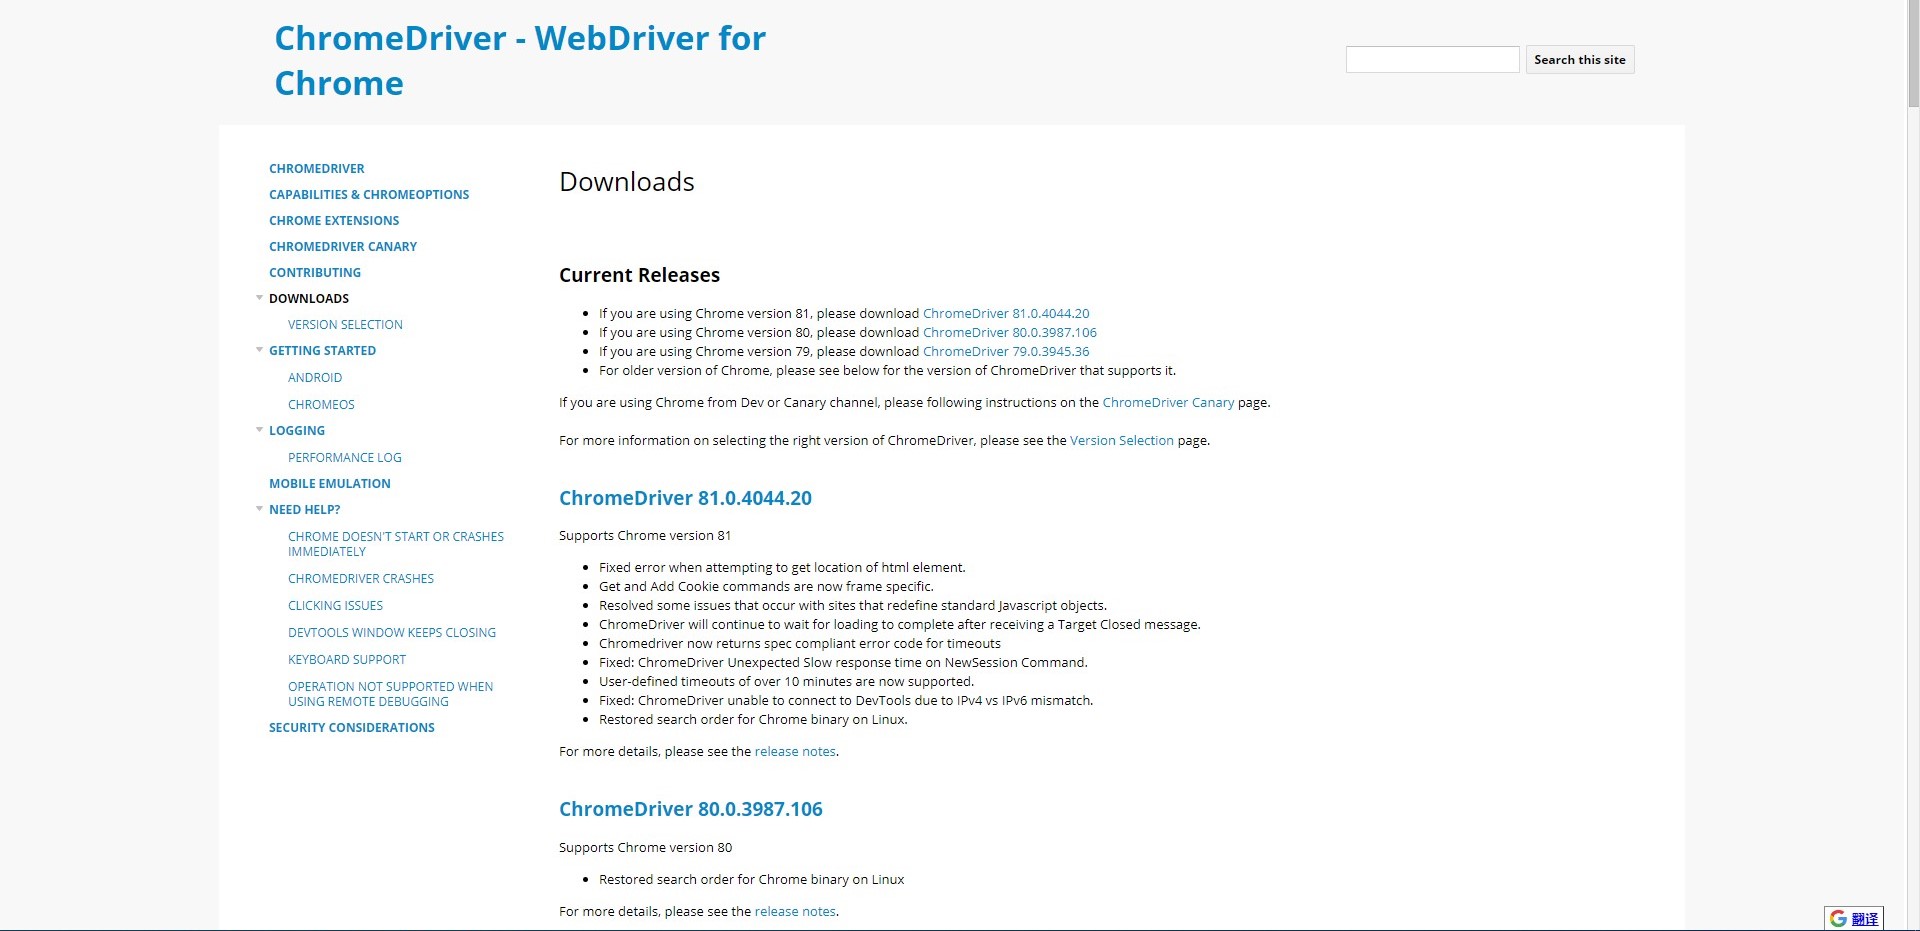 ChromeDriver - WebDriver for
Chrome
Search this site
CHROMEDRIVER
CAPABILITIES & CHROMEOPTIONS
CHROME EXTENSIONS
CHROMEDRIVER CANARY
CONTRIBUTING
DOWNLOADS
VERSION SELECTION
GETTING STARTED
ANDROID
CHROMEOS
LOGGING
PERFORMANCE LOG
MOBILE EMULATION
NEED HELP?
CHROME DOESN'T START OR CRASHES
IMMEDIATELY
CHROMEDRIVER CRASHES
CLICKING ISSUES
DEVTOOLS WINDOW KEEPS CLOSING
KEYBOARD SUPPORT
OPERATION NOT SUPPORTED WHEN
USING REMOTE DEBUGGING
SECURITY CONSIDERATIONS
Downloads
Current Releases
If you are using Chrome version 81, please download ChromeDriver 81.0.4044.20
If you are using Chrome version 80, please download ChromeDriver 80.0.3987.106
If you are using Chrome version 79, please download ChromeDriver 79.0.3945.36
For older version of Chrome, please see below for the version of ChromeDriver that supports it.
If you are using Chrome from Dev or Canary channel, please following instructions on the ChromeDriver Canary page.
For more information on selecting the right version of ChromeDriver, please see the Version Selection page.
ChromeDriver 81.0.4044.20
Supports Chrome version 81
Fixed error when attempting to get location of html element.
Get and Add Cookie commands are now frame specific.
Resolved some issues that occur with sites that redefine standard Javascript objects.
ChromeDriver will continue to wait for loading to complete after receiving a Target Closed message.
Chromedriver now returns spec compliant error code for timeouts
Fixed: ChromeDriver Unexpected Slow response time on NewSession Command.
User-defined timeouts of over 10 minutes are now supported.
Fixed: ChromeDriver unable to connect to DevTools due to IPv4 vs IPv6 mismatch.
Restored search order for Chrome binary on Linux.
For more details, please see the release notes.
ChromeDriver 80.0.3987.106
Supports Chrome version 80
Restored search order for Chrome binary on Linux
For more details, please see the release notes.
翻译